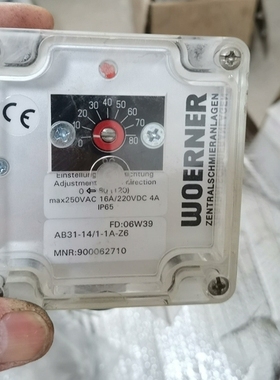 CE
0
10
20
30
40
50
60
70
80
WOERNER
ZENTRALSCHMIERANLAGEN
Einstellung
Adjustment
max250VAC 16A/220VDC 4A
IP65
FD:06W39
AB31-14/1-1A-Z6
MNR:900062710